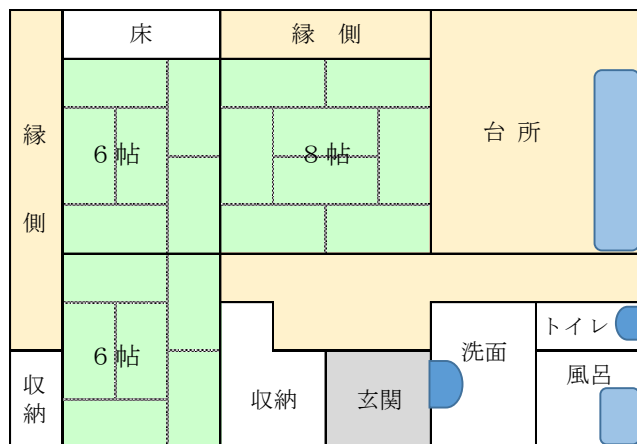 床
縁 側
縁
側
６帖
８帖
台 所
６帖
トイレ
洗面
風呂
収
納
収納
玄関